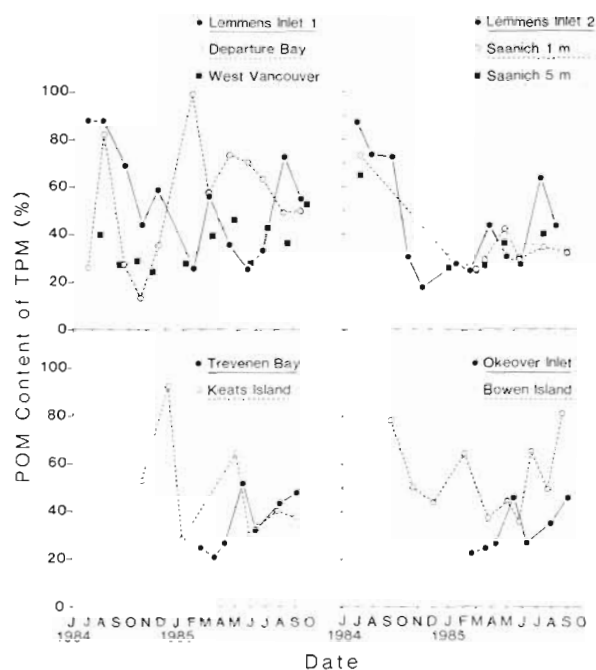 Lemmens Inlet 1
Departure Bay
West Vancouver
Lemmens Inlet 2
Saanich 1 m
Saanich 5 m
100
80
60
40
20
0
Trevenen Bay
Keats Island
Okeover Inlet
Bowen Island
100
80
60
40
20
0
POM Content of TPM (%)
J J A S O N D J F M A M J J A S O
1984 1985
J J A S O N D J F M A M J J A S O
1984 1985
Date